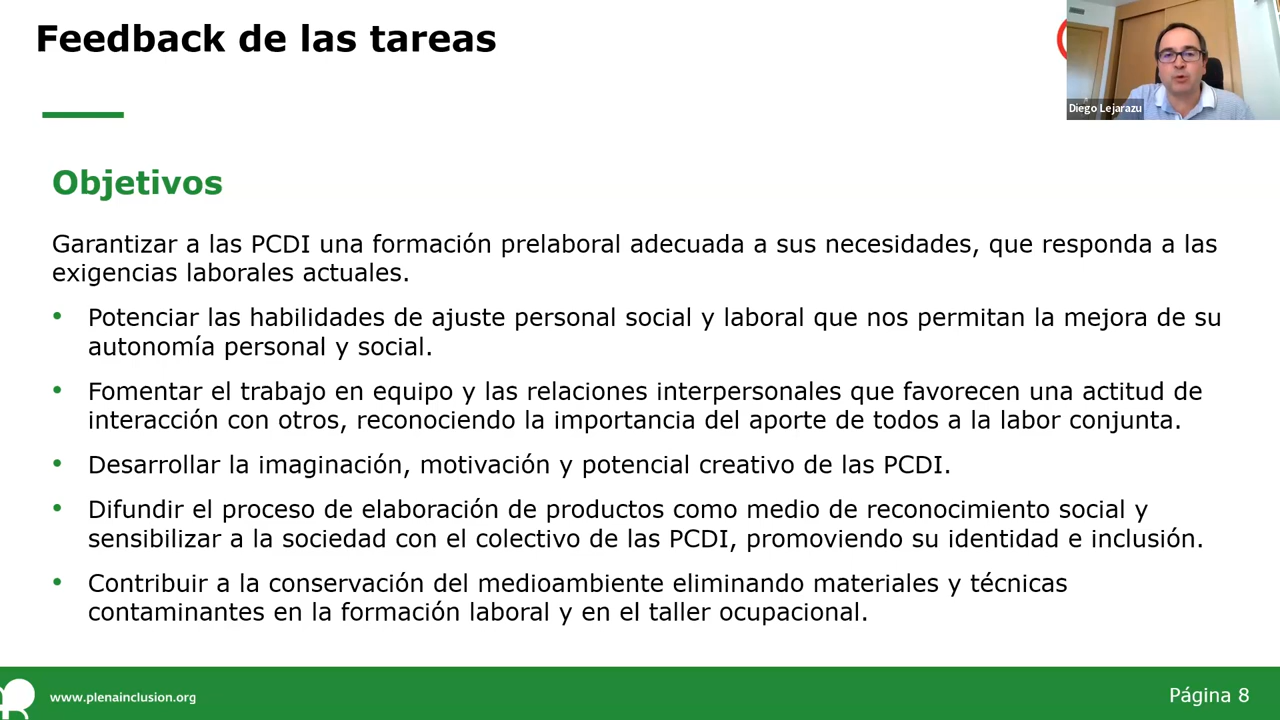 Feedback de las tareas
Diego Lejarazu
Objetivos
Garantizar a las PCDI una formación prelaboral adecuada a sus necesidades, que responda a las
exigencias laborales actuales.
• Potenciar las habilidades de ajuste personal social y laboral que nos permitan la mejora de su
autonomía personal y social.
• Fomentar el trabajo en equipo y las relaciones interpersonales que favorecen una actitud de
interacción con otros, reconociendo la importancia del aporte de todos a la labor conjunta.
• Desarrollar la imaginación, motivación y potencial creativo de las PCDI.
• Difundir el proceso de elaboración de productos como medio de reconocimiento social y
sensibilizar a la sociedad con el colectivo de las PCDI, promoviendo su identidad e inclusión.
• Contribuir a la conservación del medioambiente eliminando materiales y técnicas
contaminantes en la formación laboral y en el taller ocupacional.
www.plenainclusion.org
Página 8